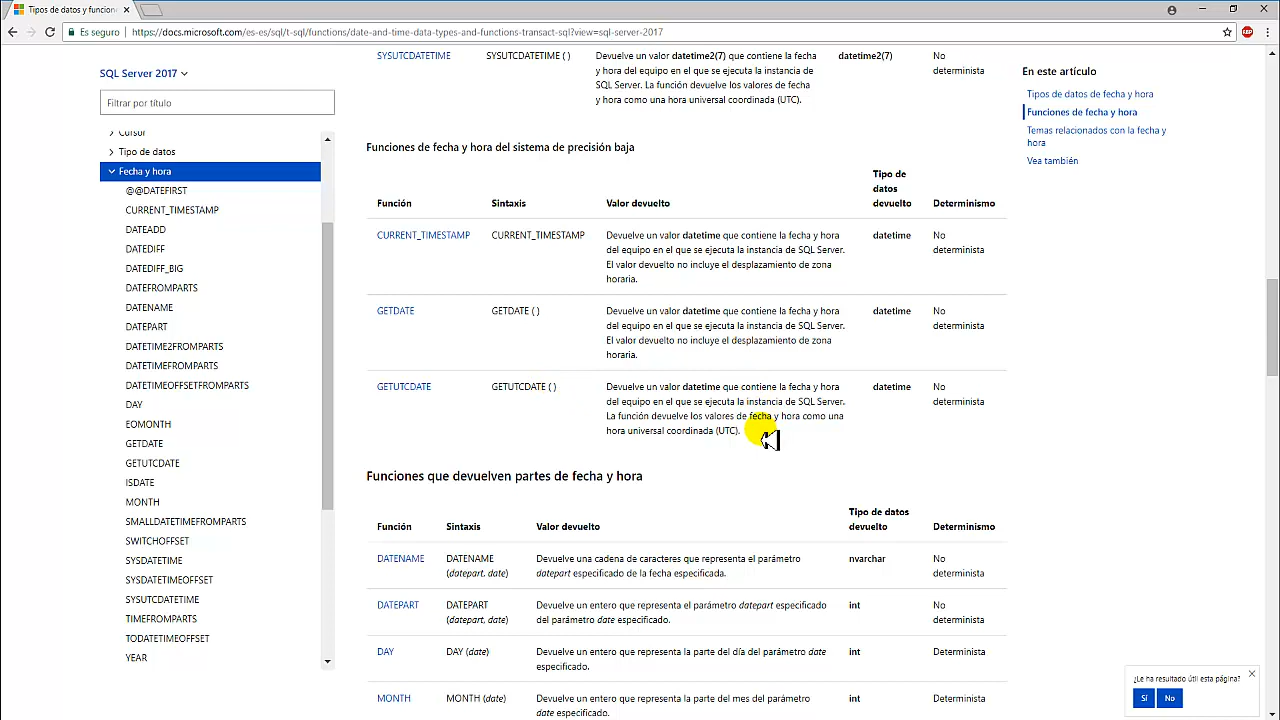 Tipos de datos y funcion
Es seguro
https://docs.microsoft.com/es-es/sql/t-sql/functions/date-and-time-data-types-and-functions-transact-sql?view=sql-server-2017
SQL Server 2017
Filtrar por título
Cursor
Tipo de datos
Fecha y hora
@@DATEFIRST
CURRENT_TIMESTAMP
DATEADD
DATEDIFF
DATEDIFF_BIG
DATEFROMPARTS
DATENAME
DATEPART
DATETIME2FROMPARTS
DATETIMEFROMPARTS
DATETIMEOFFSETFROMPARTS
DAY
EOMONTH
GETDATE
GETUTCDATE
ISDATE
MONTH
SMALLDATETIMEFROMPARTS
SWITCHOFFSET
SYSDATETIME
SYSDATETIMEOFFSET
SYSUTCDATETIME
TIMEFROMPARTS
TODATETIMEOFFSET
YEAR
SYSUTCDATETIME
SYSUTCDATETIME ( )
Devuelve un valor datetime2(7) que contiene la fecha
y hora del equipo en el que se ejecuta la instancia de
SQL Server. La función devuelve los valores de fecha
y hora como una hora universal coordinada (UTC).
datetime2(7)
No
determinista
Funciones de fecha y hora del sistema de precisión baja
Función
Sintaxis
Valor devuelto
Tipo de
datos
devuelto
Determinismo
CURRENT_TIMESTAMP
CURRENT_TIMESTAMP
Devuelve un valor datetime que contiene la fecha y hora
del equipo en el que se ejecuta la instancia de SQL Server.
El valor devuelto no incluye el desplazamiento de zona
horaria.
datetime
No
determinista
GETDATE
GETDATE ( )
Devuelve un valor datetime que contiene la fecha y hora
del equipo en el que se ejecuta la instancia de SQL Server.
El valor devuelto no incluye el desplazamiento de zona
horaria.
datetime
No
determinista
GETUTCDATE
GETUTCDATE ( )
Devuelve un valor datetime que contiene la fecha y hora
del equipo en el que se ejecuta la instancia de SQL Server.
La función devuelve los valores de fecha y hora como una
hora universal coordinada (UTC).
datetime
No
determinista
Funciones que devuelven partes de fecha y hora
Función
Sintaxis
Valor devuelto
Tipo de datos
devuelto
Determinismo
DATENAME
DATENAME
(datepart, date)
Devuelve una cadena de caracteres que representa el parámetro
datepart especificado de la fecha especificada.
nvarchar
No
determinista
DATEPART
DATEPART
(datepart, date)
Devuelve un entero que representa el parámetro datepart especificado
del parámetro date especificado.
int
No
determinista
DAY
DAY (date)
Devuelve un entero que representa la parte del día del parámetro date
especificado.
int
Determinista
MONTH
MONTH (date)
Devuelve un entero que representa la parte del mes del parámetro
date especificado.
int
Determinista
En este artículo
Tipos de datos de fecha y hora
Funciones de fecha y hora
Temas relacionados con la fecha y
hora
Vea también
¿Le ha resultado útil esta página?
Sí
No